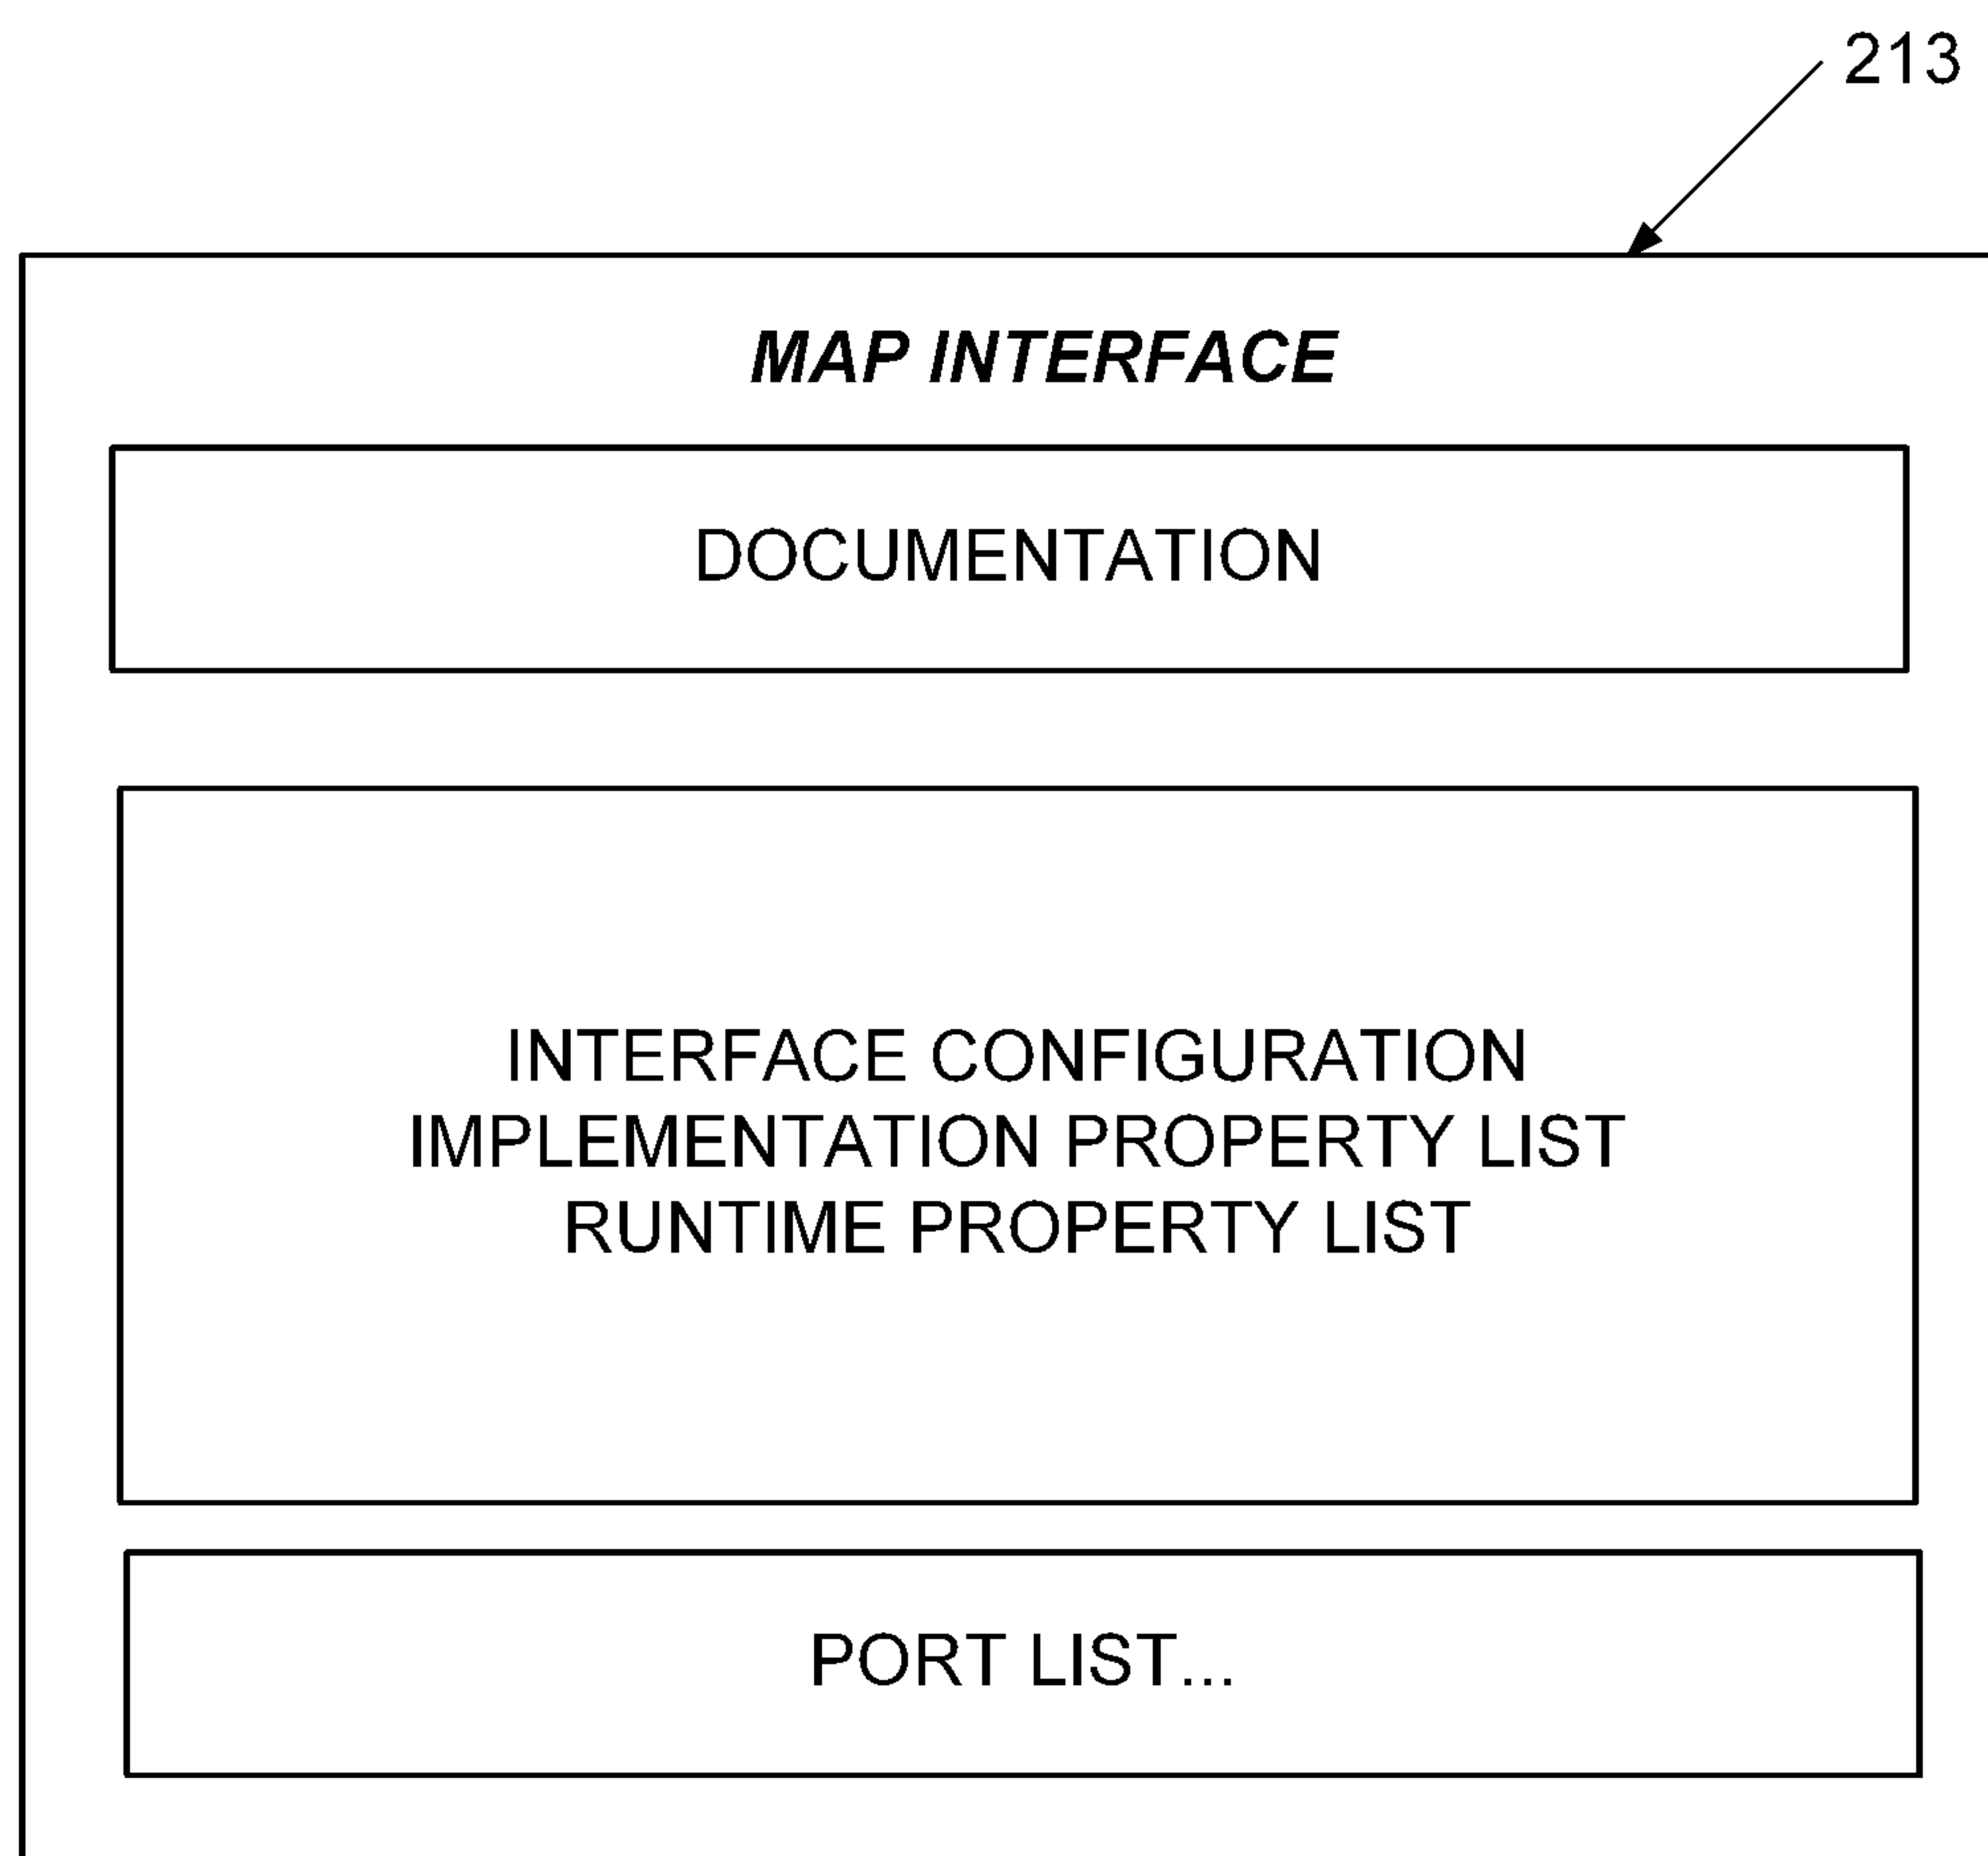 213
MAP INTERFACE
DOCUMENTATION
INTERFACE CONFIGURATION
IMPLEMENTATION PROPERTY LIST
RUNTIME PROPERTY LIST
PORT LIST...